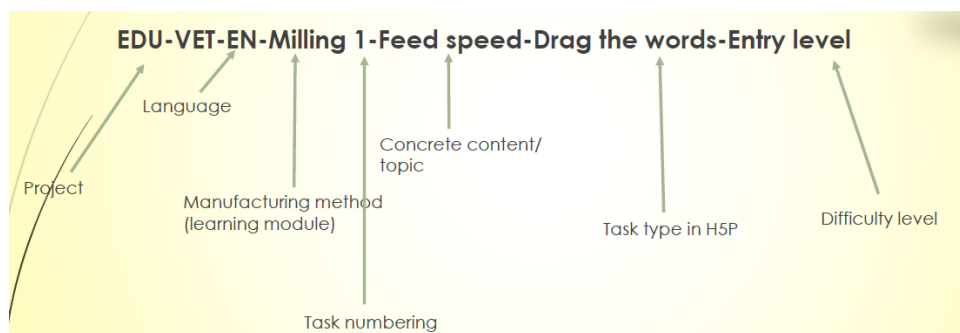 EDU-VET-EN-Milling 1-Feed speed-Drag the words-Entry level
Language
Concrete content/
topic
Project
Manufacturing method
(learning module)
Task type in H5P
Difficulty level
Task numbering